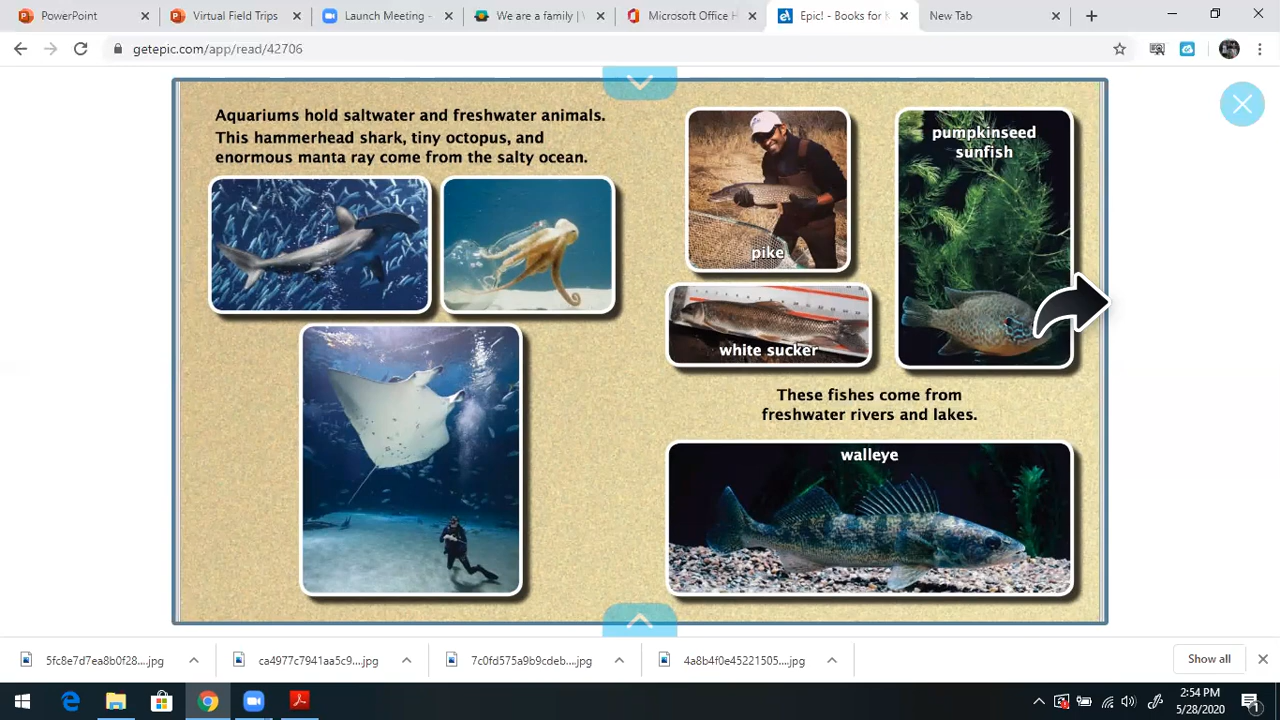 PowerPoint
Virtual Field Trips
Launch Meeting -
We are a family |
Microsoft Office H
Epic! - Books for K
New Tab
getepic.com/app/read/42706
Aquariums hold saltwater and freshwater animals.
This hammerhead shark, tiny octopus, and
enormous manta ray come from the salty ocean.
pike
pumpkinseed
sunfish
white sucker
These fishes come from
freshwater rivers and lakes.
walleye
5fc8e7d7ea8b0f28....jpg
ca4977c7941aa5c9....jpg
7c0fd575a9b9cdeb....jpg
4a8b4f0e45221505....jpg
Show all
2:54 PM
5/28/2020